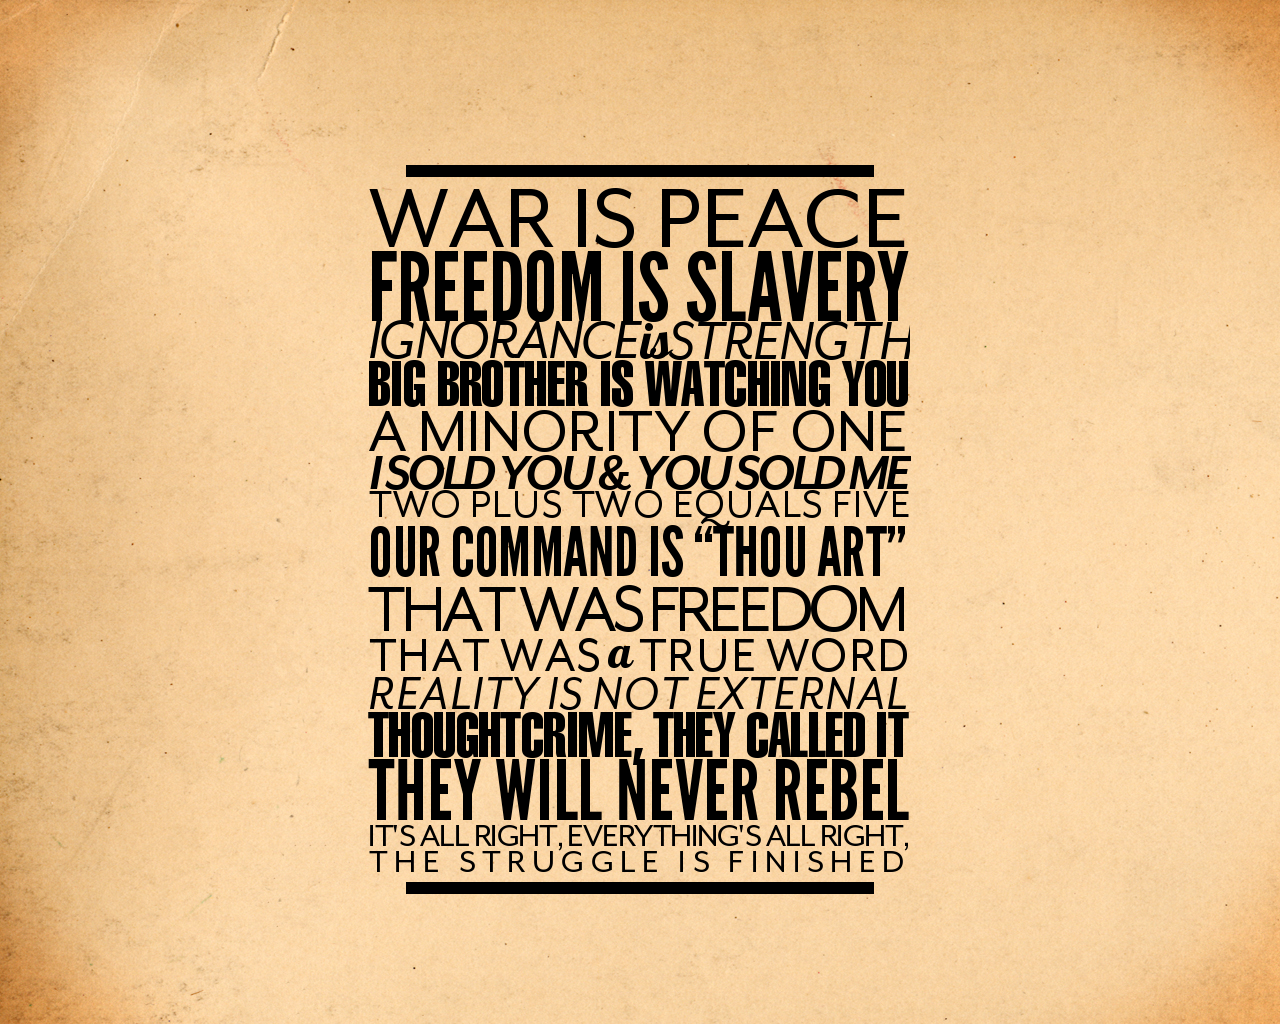 WAR IS PEACE
FREEDOM IS SLAVERY
IGNORANCE is STRENGTH
BIG BROTHER IS WATCHING YOU
A MINORITY OF ONE
I SOLD YOU & YOU SOLD ME
TWO PLUS TWO EQUALS FIVE
OUR COMMAND IS “THOU ART”
THAT WAS FREEDOM
THAT WAS a TRUE WORD
REALITY IS NOT EXTERNAL
THOUGHTCRIME, THEY CALLED IT
THEY WILL NEVER REBEL
IT'S ALL RIGHT, EVERYTHING'S ALL RIGHT,
THE STRUGGLE IS FINISHED